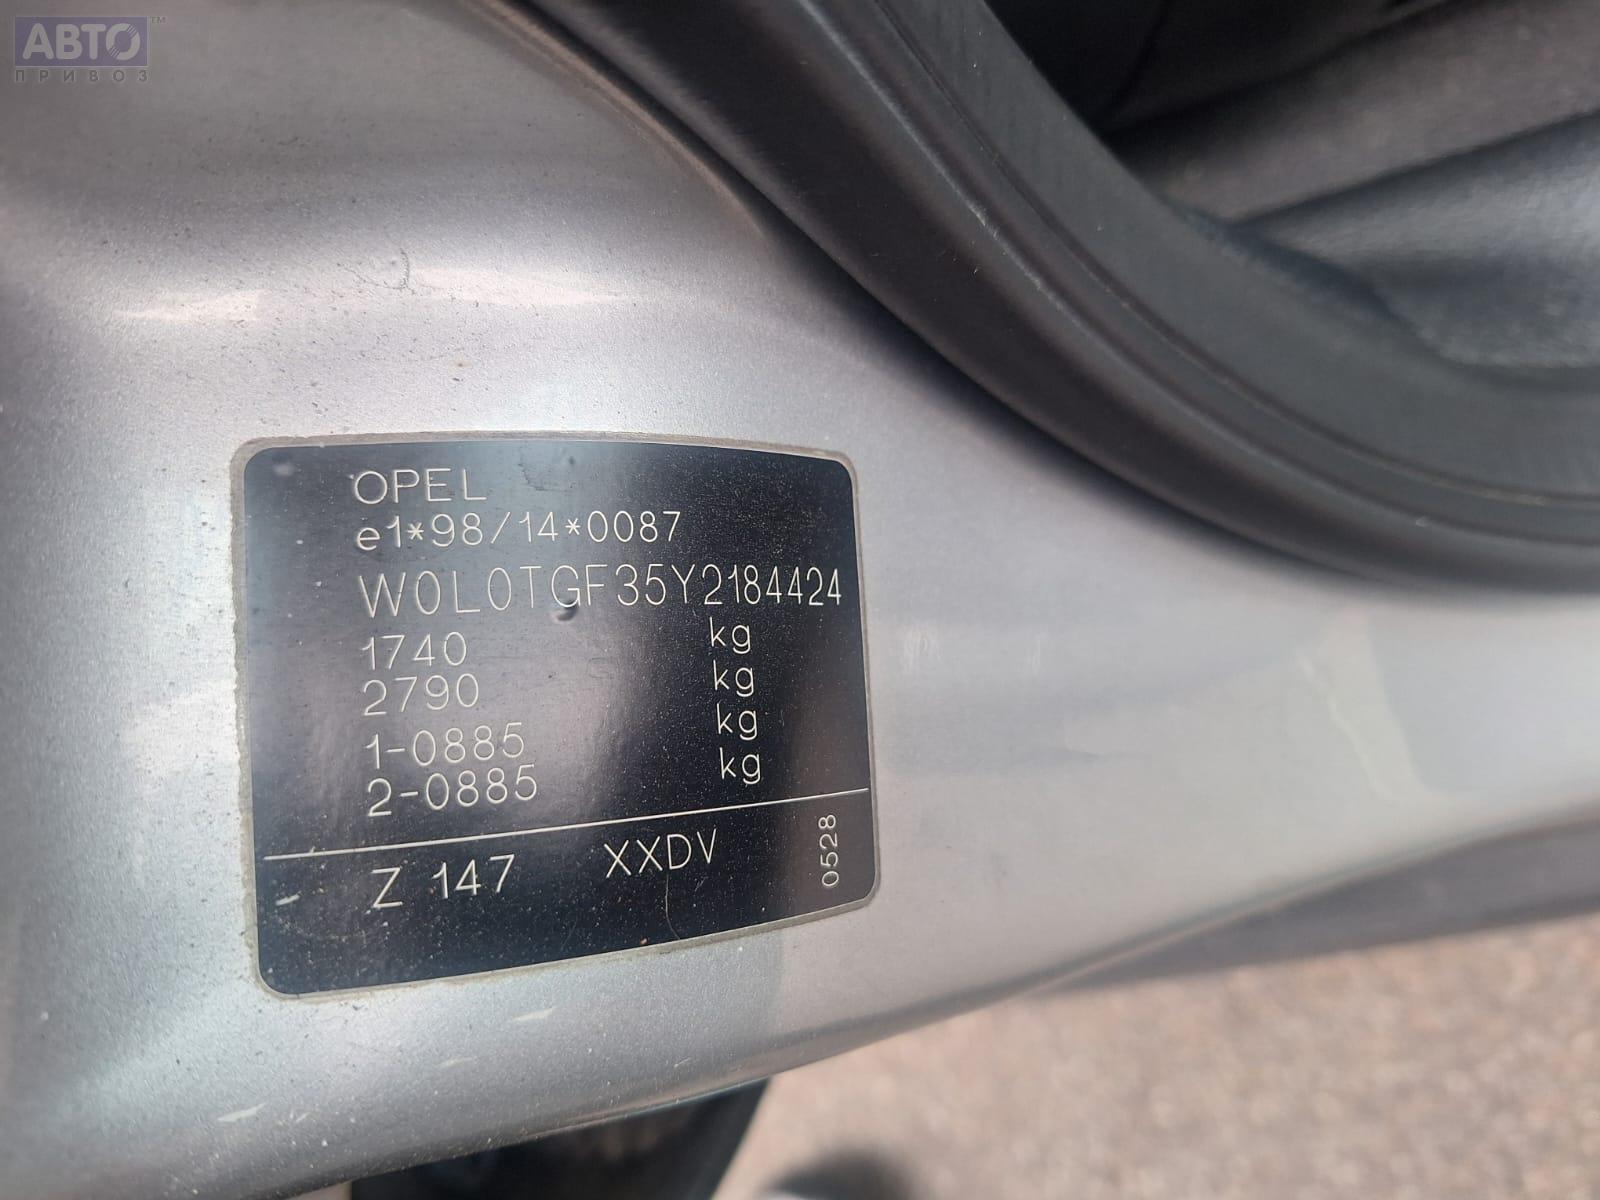 АВТО™
ПРИВОЗ
OPEL
e1*98/14*0087
W0L0TGF35Y2184424
1740 kg
2790 kg
1-0885 kg
2-0885 kg
Z 147 XXDV 0528